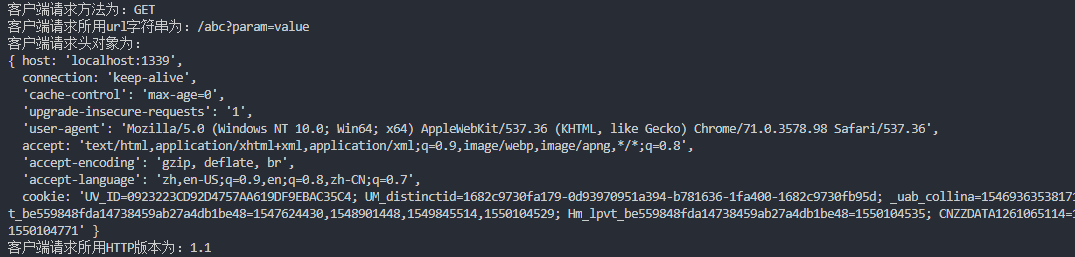 客户端请求方法为：GET
客户端请求所用url字符串为：/abc?param=value
客户端请求头对象为：
{ host: 'localhost:1339',
  connection: 'keep-alive',
  'cache-control': 'max-age=0',
  'upgrade-insecure-requests': '1',
  'user-agent': 'Mozilla/5.0 (Windows NT 10.0; Win64; x64) AppleWebKit/537.36 (KHTML, like Gecko) Chrome/71.0.3578.98 Safari/537.36',
  accept: 'text/html,application/xhtml+xml,application/xml;q=0.9,image/webp,image/apng,*/*;q=0.8',
  'accept-encoding': 'gzip, deflate, br',
  'accept-language': 'zh,en-US;q=0.9,en;q=0.8,zh-CN;q=0.7',
  cookie: 'UV_ID=0923223CD92D4757AA619DF9EBAC35C4; UM_distinctid=1682c9730fa179-0d93970951a394-b781636-1fa400-1682c9730fb95d; _uab_collina=15469363538171
t_be559848fda14738459ab27a4db1be48=1547624430,1548901448,1549845514,1550104529; Hm_lpvt_be559848fda14738459ab27a4db1be48=1550104535; CNZZDATA1261065114=1
1550104771' }
客户端请求所用HTTP版本为：1.1